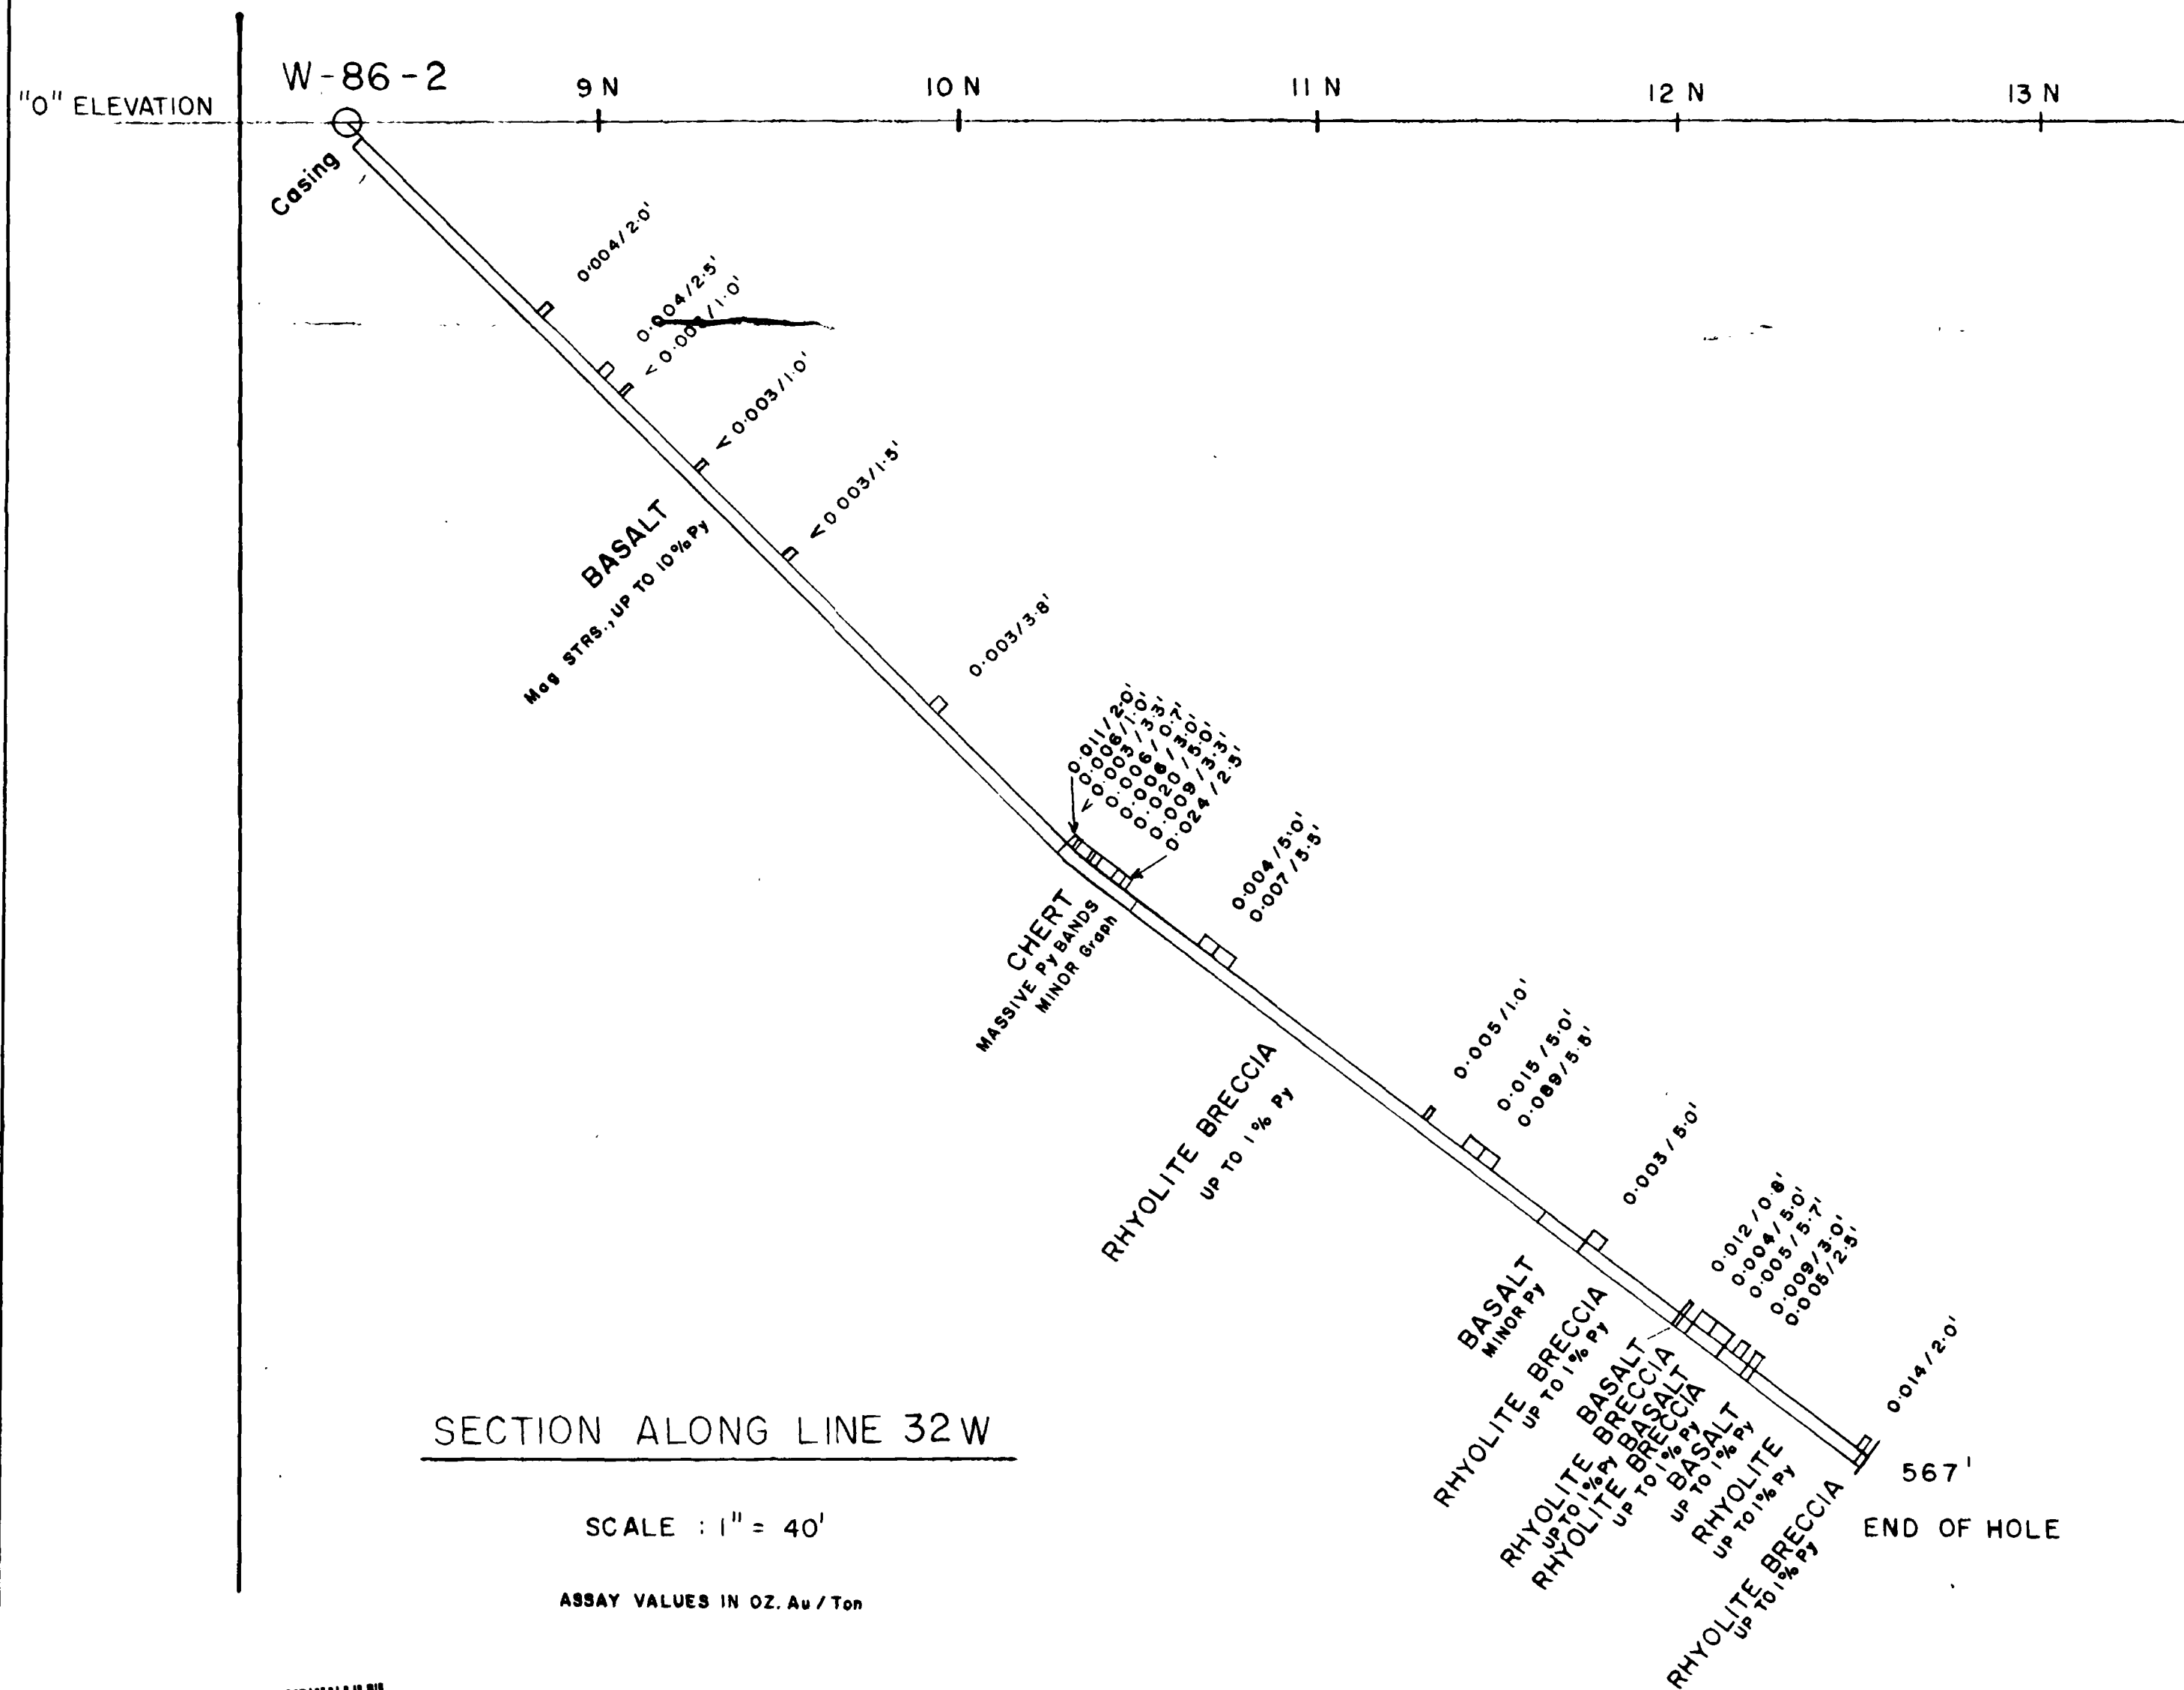 W-86-2
9 N
10 N
11 N
12 N
13 N
"O" ELEVATION
Casing
0.004/2.0'
0.004/2.5'
/1.0'
<0.003/1.0'
<0.003/1.5'
BASALT
Mag STRS., UP TO 10% Py
0.003/3.8'
0.011/2.0'
0.006/1.0'
<0.003/3.3'
0.006/0.7'
0.006/3.0'
0.020/5.0'
0.009/3.3'
0.024/2.5'
CHERT
MASSIVE Py BANDS
MINOR Graph
0.004/5.0'
0.007/5.5'
RHYOLITE BRECCIA
UP TO 1% Py
0.005/1.0'
0.015/5.0'
0.089/5.5'
0.003/5.0'
BASALT
MINOR Py
RHYOLITE BRECCIA
UP TO 1% Py
0.012/0.8'
0.004/5.0'
0.005/5.7'
0.009/3.0'
0.005/2.5'
BASALT
RHYOLITE BRECCIA
UP TO 1% Py
BASALT
RHYOLITE BRECCIA
UP TO 1% Py
BASALT
UP TO 1% Py
RHYOLITE
UP TO 1% Py
RHYOLITE BRECCIA
UP TO 1% Py
0.014/2.0'
567'
END OF HOLE
SECTION ALONG LINE 32W
SCALE : 1" = 40'
ASSAY VALUES IN OZ. Au/Ton